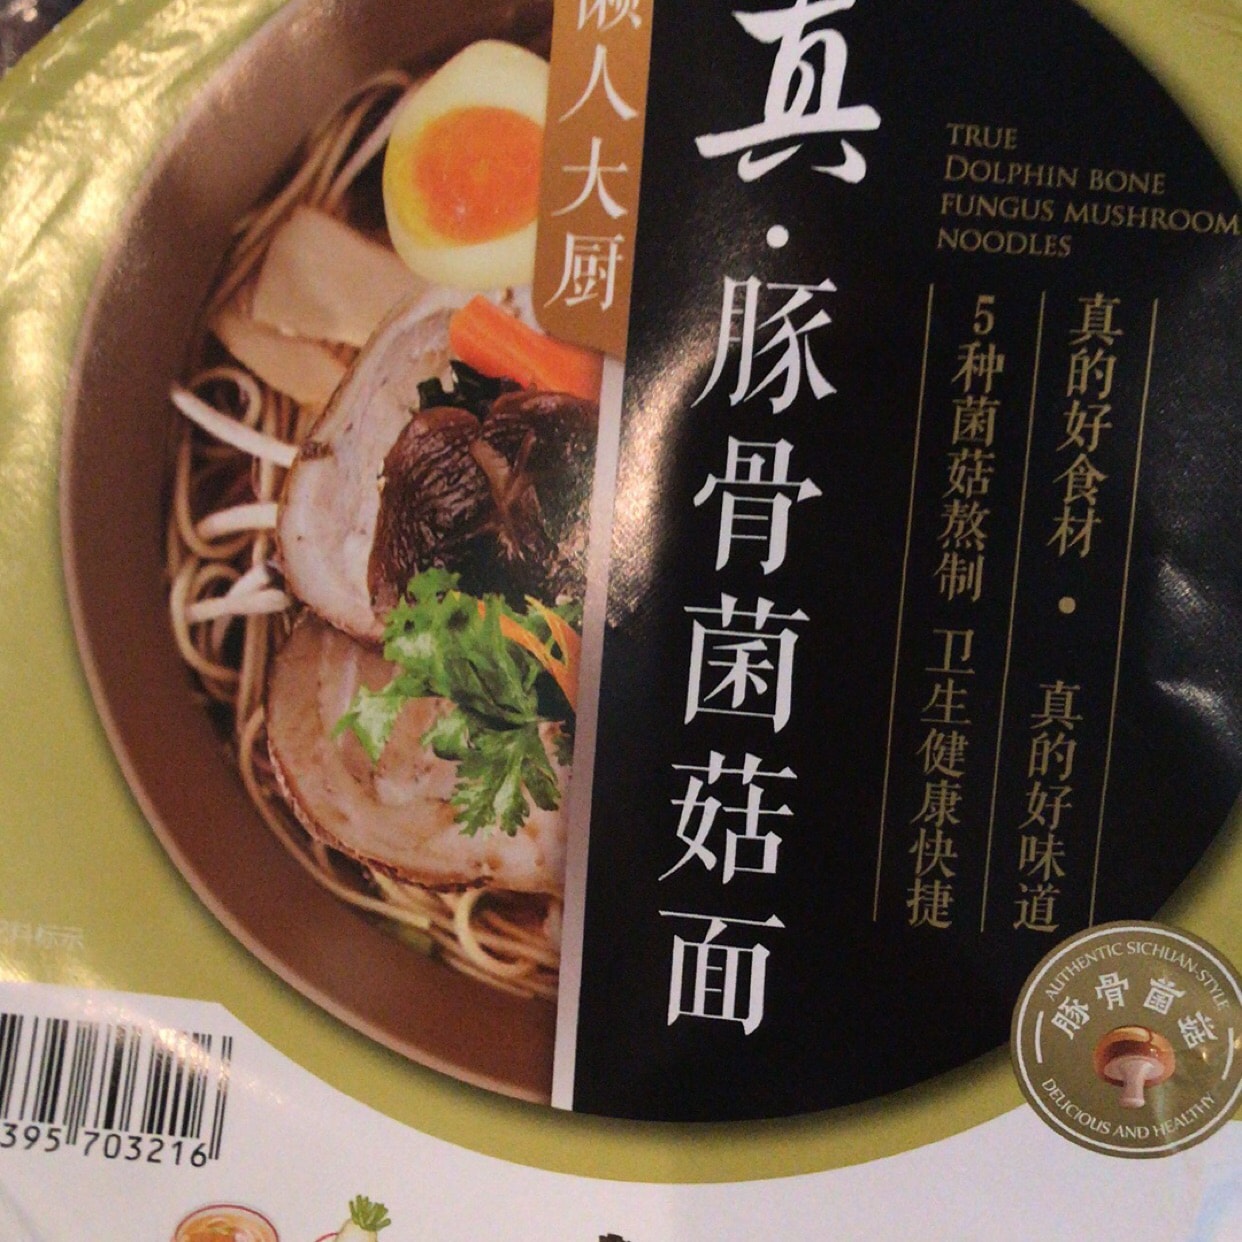 懒人大厨
真·豚骨菌菇面
TRUE
DOLPHIN BONE
FUNGUS MUSHROOM
NOODLES
真的好食材·真的好味道
5种菌菇熬制 卫生健康快捷
AUTHENTIC SICHUAN-STYLE
豚骨菌菇
DELICIOUS AND HEALTHY
395 703216